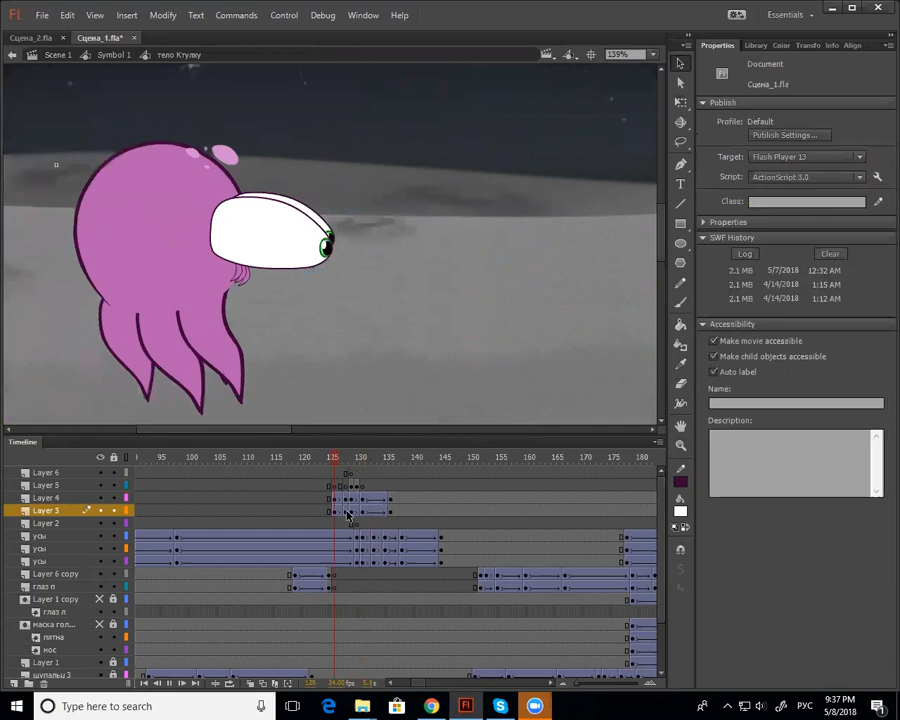 Fl File Edit View Insert Modify Text Commands Control Debug Window Help Essentials
Сцена_2.fla × Сцена_1.fla* ×
Scene 1 Symbol 1 тело Ктулку 139%
Properties Library Color Transfo Info Align
Document
Сцена_1.fla
Publish
Profile: Default
Publish Settings...
Target: Flash Player 13
Script: ActionScript 3.0
Class:
Properties
SWF History
Log Clear
2.1 MB 5/7/2018 12:32 AM
2.1 MB 4/14/2018 1:15 AM
2.1 MB 4/14/2018 1:12 AM
Accessibility
Make movie accessible
Make child objects accessible
Auto label
Name:
Description:
Timeline
95 100 105 110 115 120 125 130 135 140 145 150 155 160 165 170 175 180
Layer 6
Layer 5
Layer 4
Layer 3
Layer 2
усы
усы
усы
Layer 6 copy
глаз п
Layer 1 copy
глаз л
маска гол...
пятна
нос
Layer 1
щупальц 3
125 24.00 fps
Type here to search
РУС
9:37 PM
5/8/2018